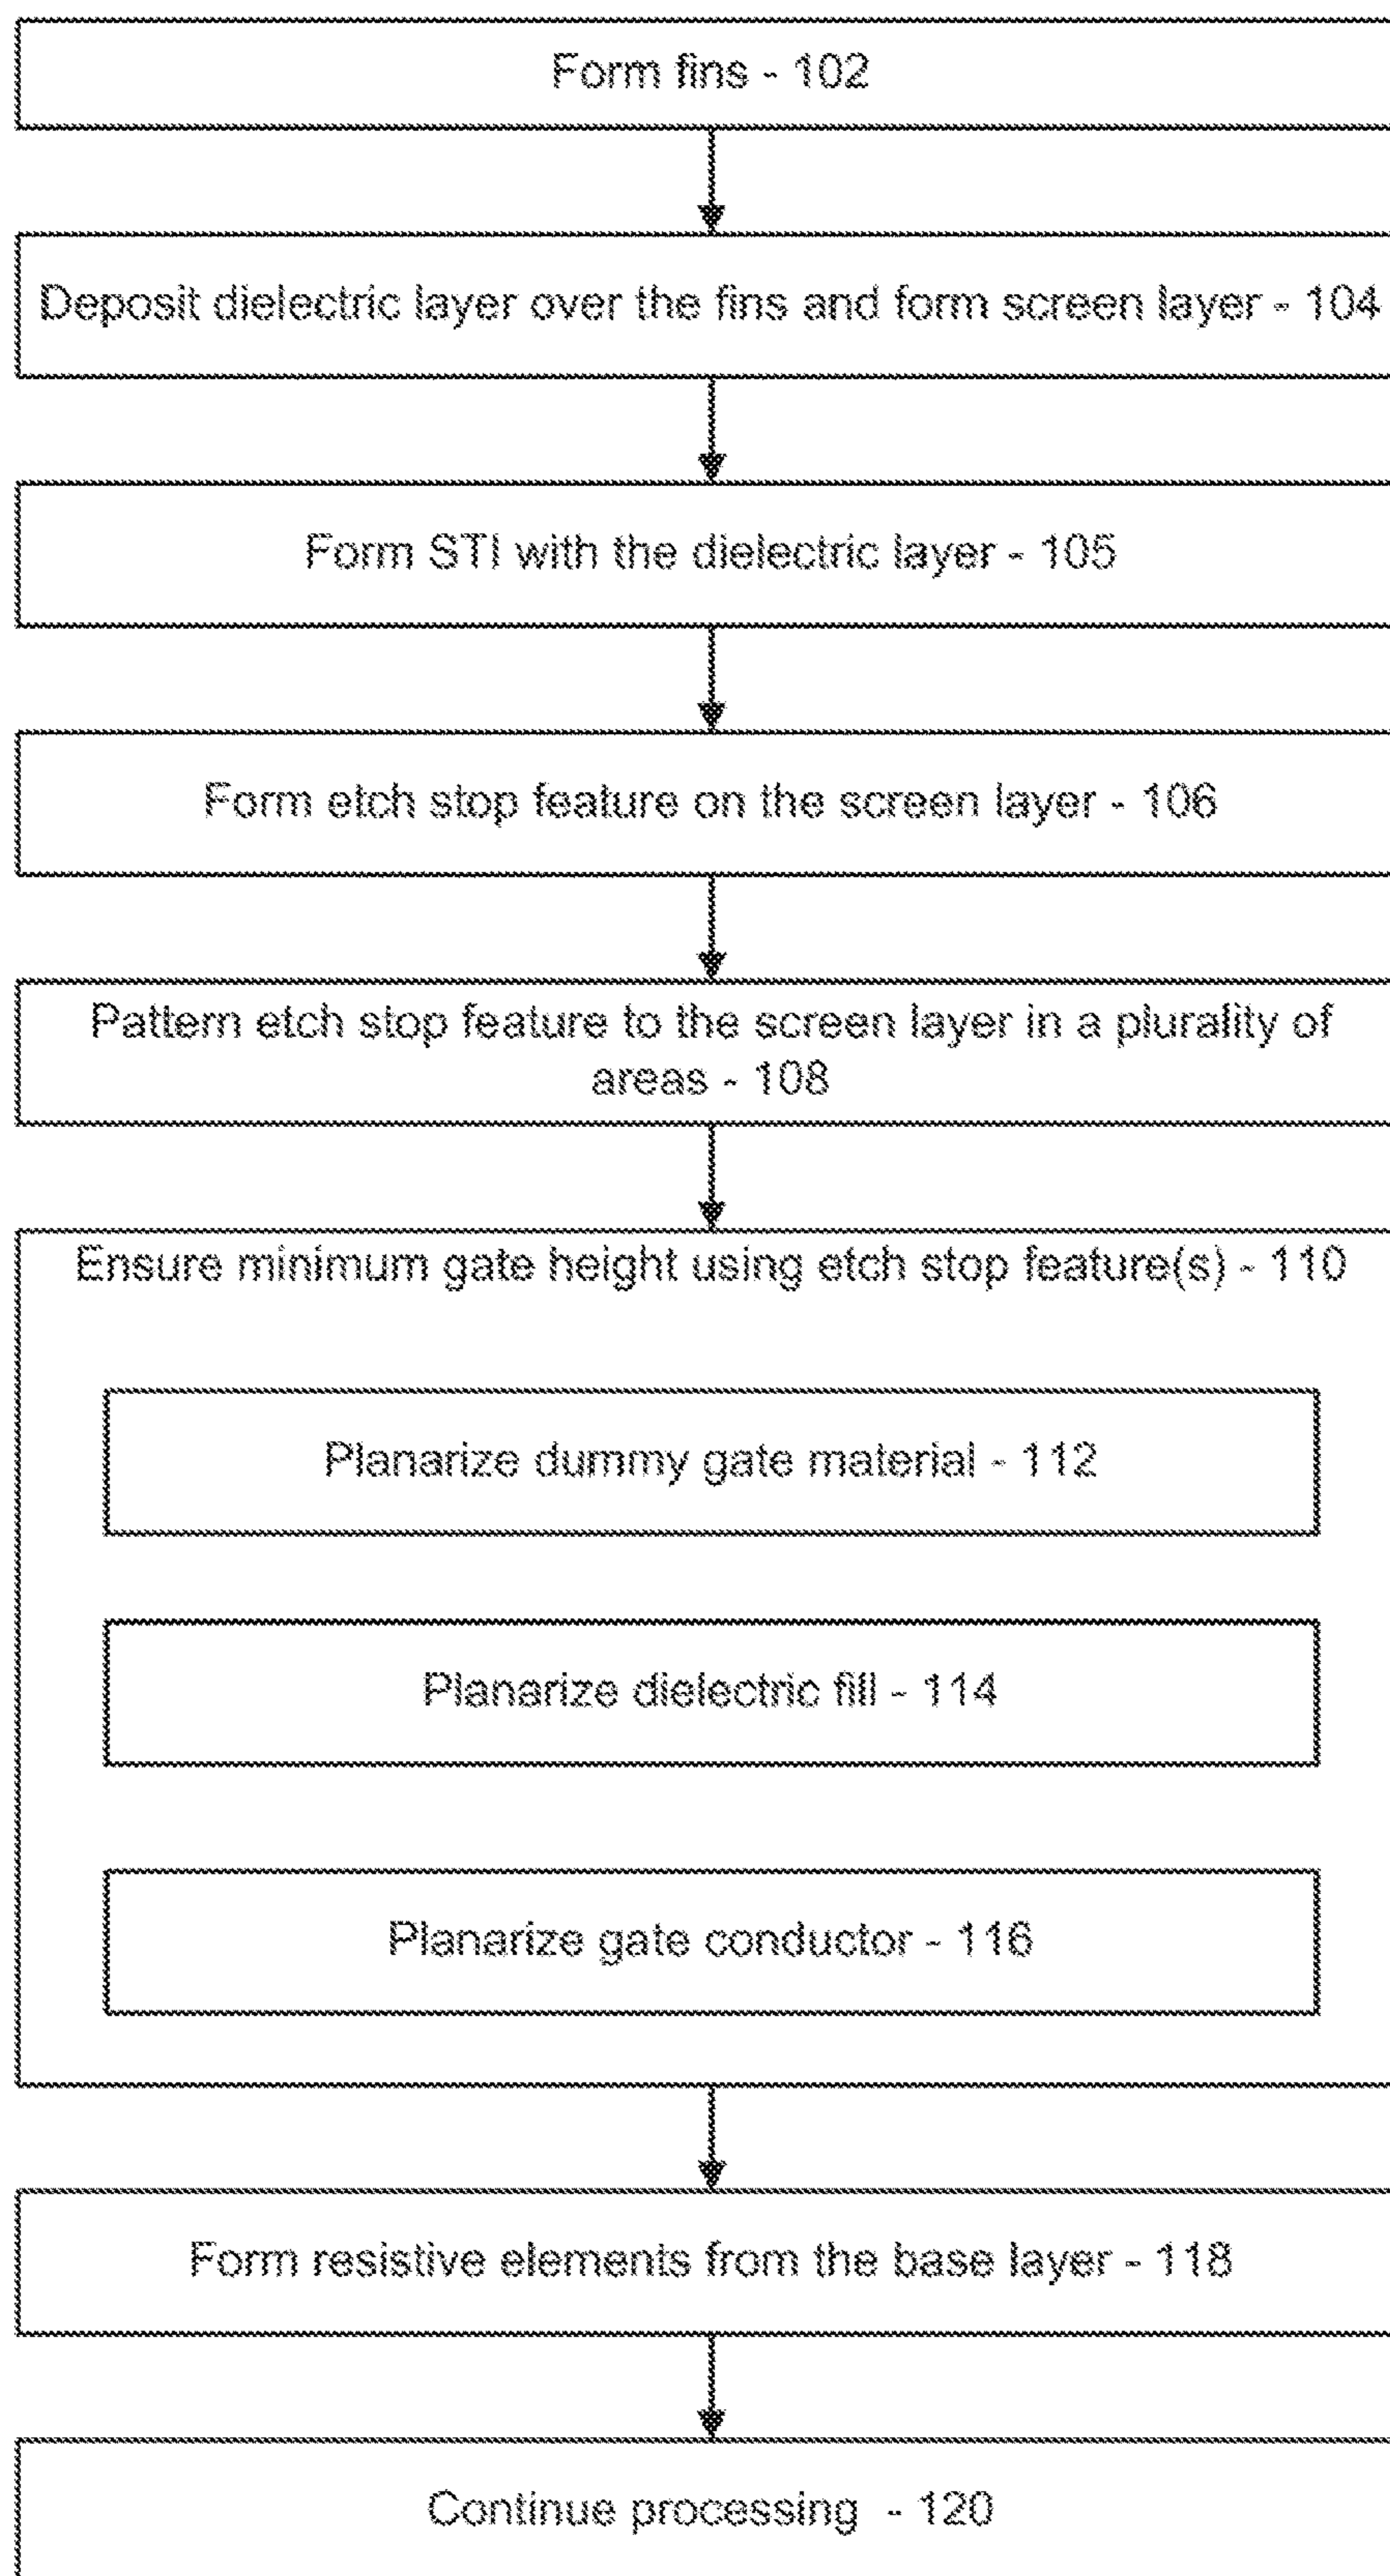 Form fins - 102
Deposit dielectric layer over the fins and form screen layer - 104
Form STI with the dielectric layer - 105
Form etch stop feature on the screen layer - 106
Pattern etch stop feature to the screen layer in a plurality of
areas - 108
Ensure minimum gate height using etch stop feature(s) - 110
Planarize dummy gate material - 112
Planarize dielectric fill - 114
Planarize gate conductor - 116
Form resistive elements from the base layer - 118
Continue processing - 120